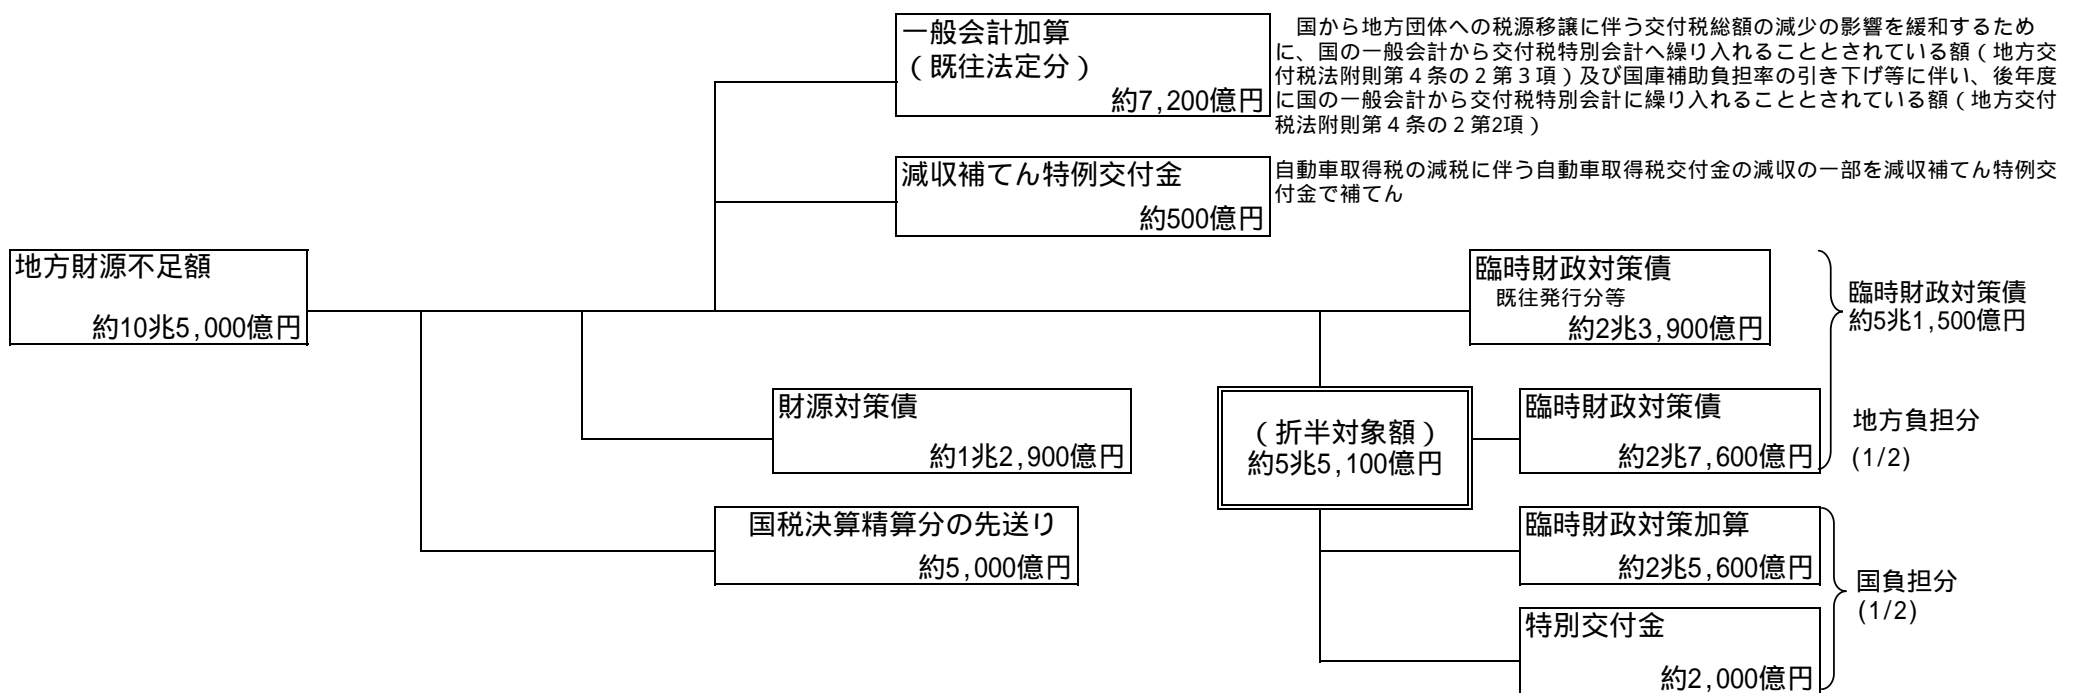 一般会計加算
（既往法定分）
約7,200億円
　国から地方団体への税源移譲に伴う交付税総額の減少の影響を緩和するため
に、国の一般会計から交付税特別会計へ繰り入れることとされている額（地方交
付税法附則第４条の２第３項）及び国庫補助負担率の引き下げ等に伴い、後年度
に国の一般会計から交付税特別会計に繰り入れることとされている額（地方交付
税法附則第４条の２第2項）
減収補てん特例交付金
約500億円
自動車取得税の減税に伴う自動車取得税交付金の減収の一部を減収補てん特例交
付金で補てん
地方財源不足額
約10兆5,000億円
臨時財政対策債
既往発行分等
約2兆3,900億円
臨時財政対策債
約5兆1,500億円
財源対策債
約1兆2,900億円
（折半対象額）
約5兆5,100億円
臨時財政対策債
約2兆7,600億円
地方負担分
(1/2)
国税決算精算分の先送り
約5,000億円
臨時財政対策加算
約2兆5,600億円
国負担分
(1/2)
特別交付金
約2,000億円